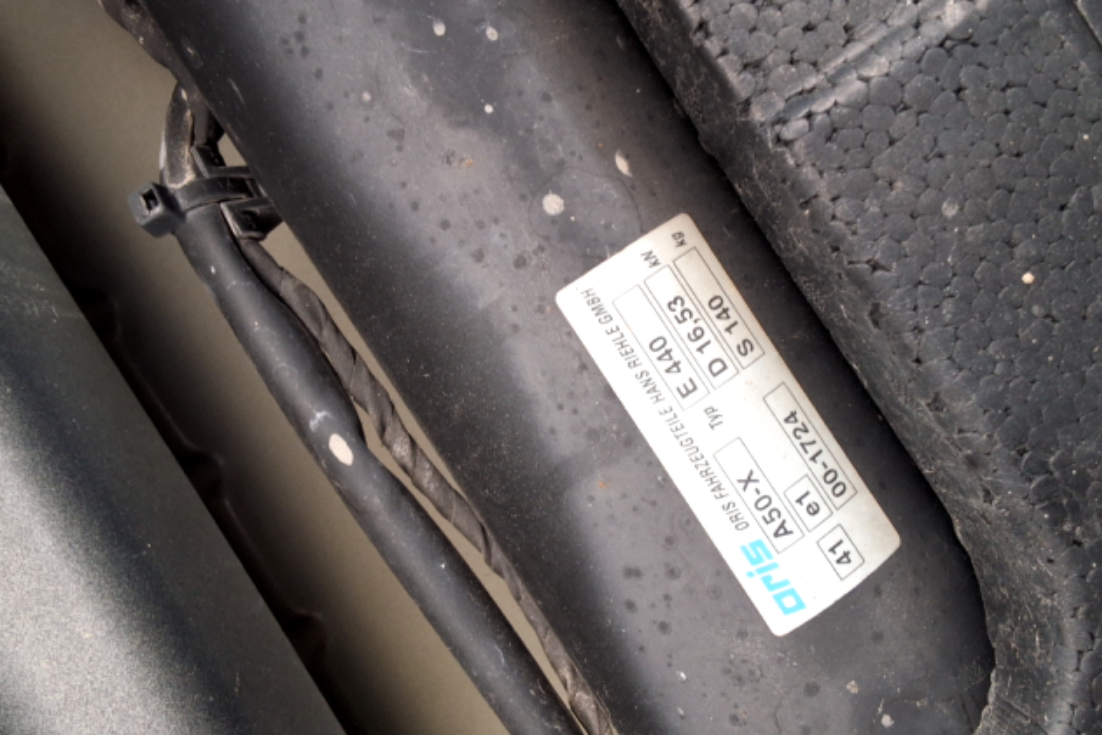 oris ORIS FAHRZEUGTEILE HANS RIEHLE GMBH
A50-X Typ E 440
41 e1 D 16,53 kN
00-1724 S 140 kg